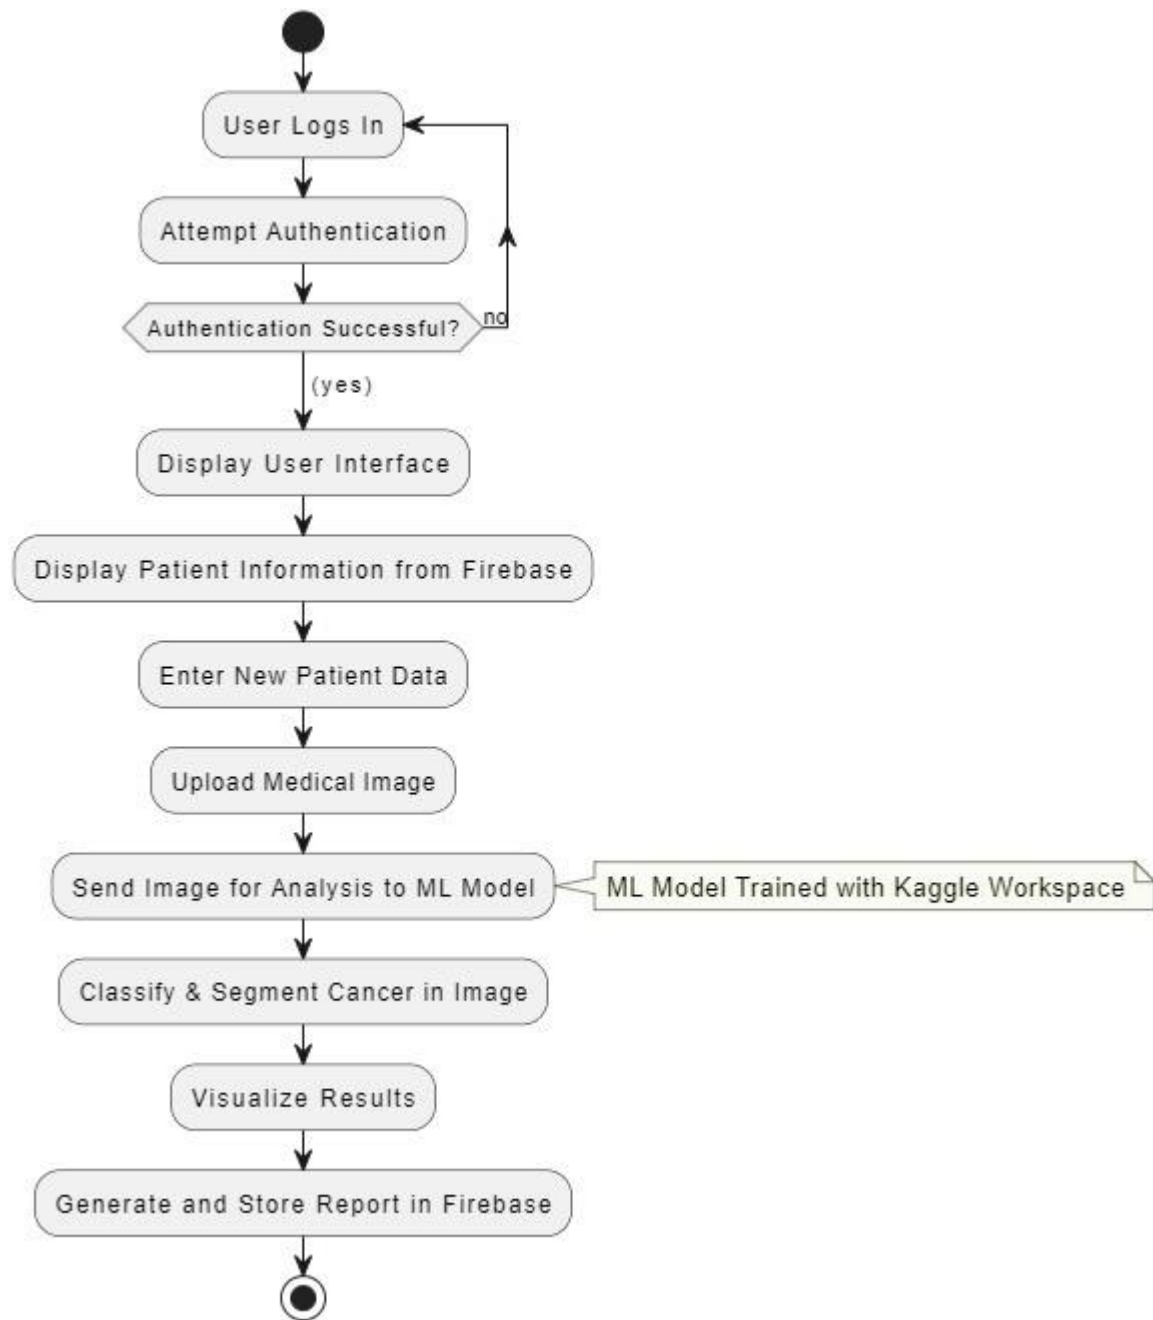 User Logs In
Attempt Authentication
Authentication Successful?
no
(yes)
Display User Interface
Display Patient Information from Firebase
Enter New Patient Data
Upload Medical Image
Send Image for Analysis to ML Model
ML Model Trained with Kaggle Workspace
Classify & Segment Cancer in Image
Visualize Results
Generate and Store Report in Firebase